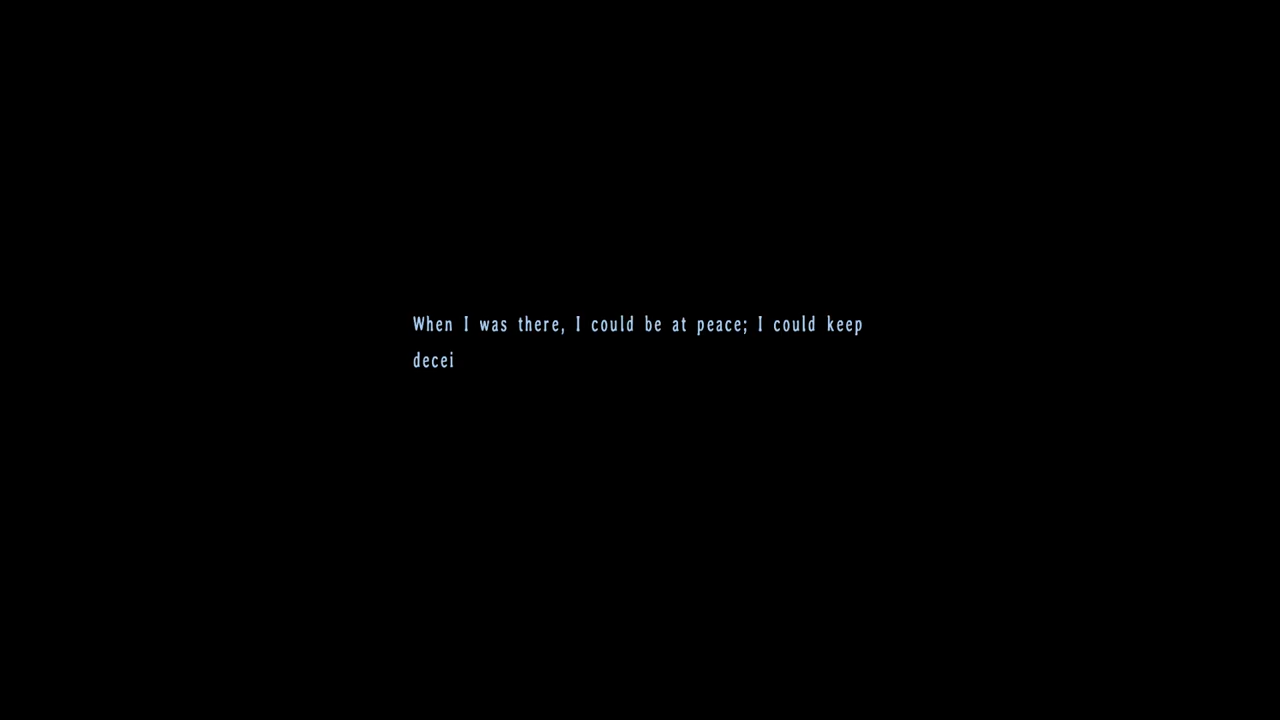 When I was there, I could be at peace; I could keep
decei